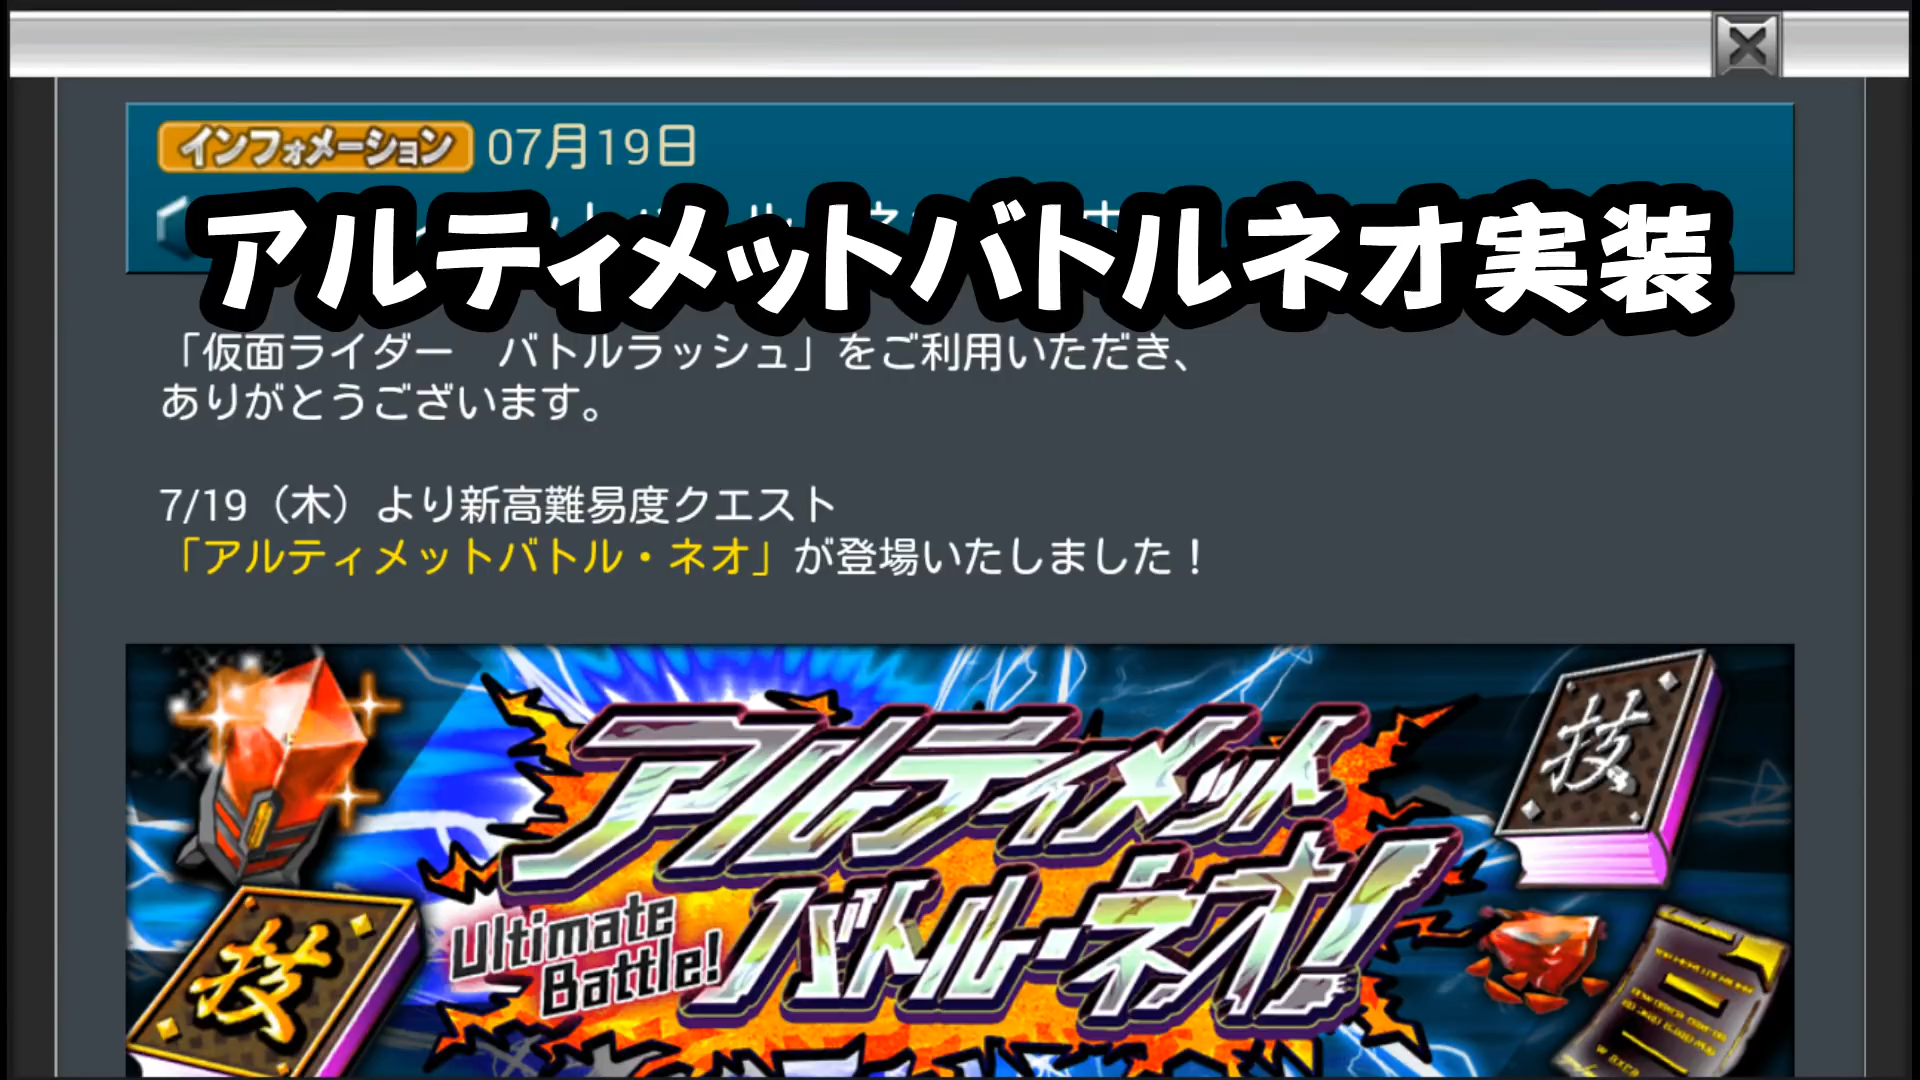 インフォメーション 07月19日
アルティメットバトルネオ実装
「仮面ライダー　バトルラッシュ」をご利用いただき、
ありがとうございます。
7/19（木）より新高難易度クエスト
「アルティメットバトル・ネオ」が登場いたしました！
技
アルティメット
バトル・ネオ！
Ultimate
Battle!
技